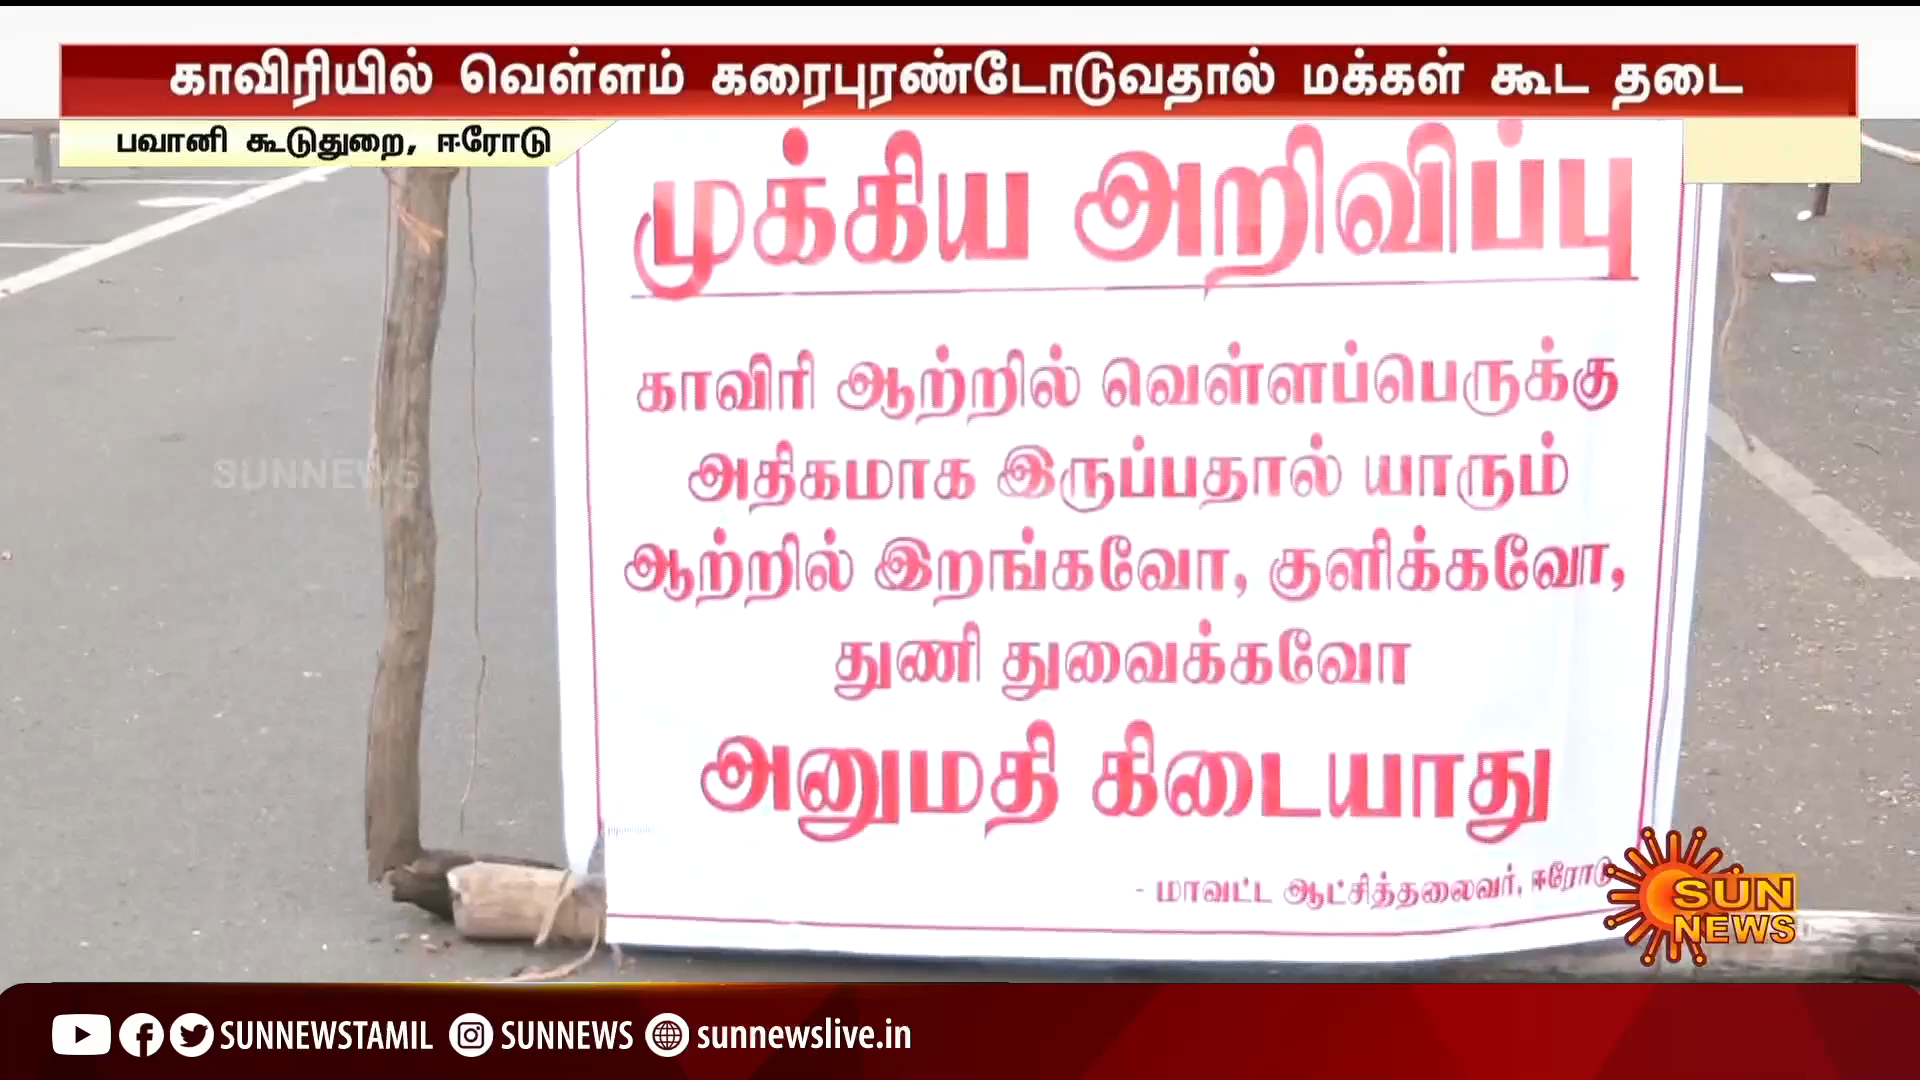 காவிரியில் வெள்ளம் கரைபுரண்டோடுவதால் மக்கள் கூட தடை
பவானி கூடுதுறை, ஈரோடு
முக்கிய அறிவிப்பு
காவிரி ஆற்றில் வெள்ளப்பெருக்கு
அதிகமாக இருப்பதால் யாரும்
ஆற்றில் இறங்கவோ, குளிக்கவோ,
துணி துவைக்கவோ
அனுமதி கிடையாது
- மாவட்ட ஆட்சித்தலைவர், ஈரோடு
SUNNEWS
SUN
NEWS
SUNNEWSTAMIL SUNNEWS sunnewslive.in